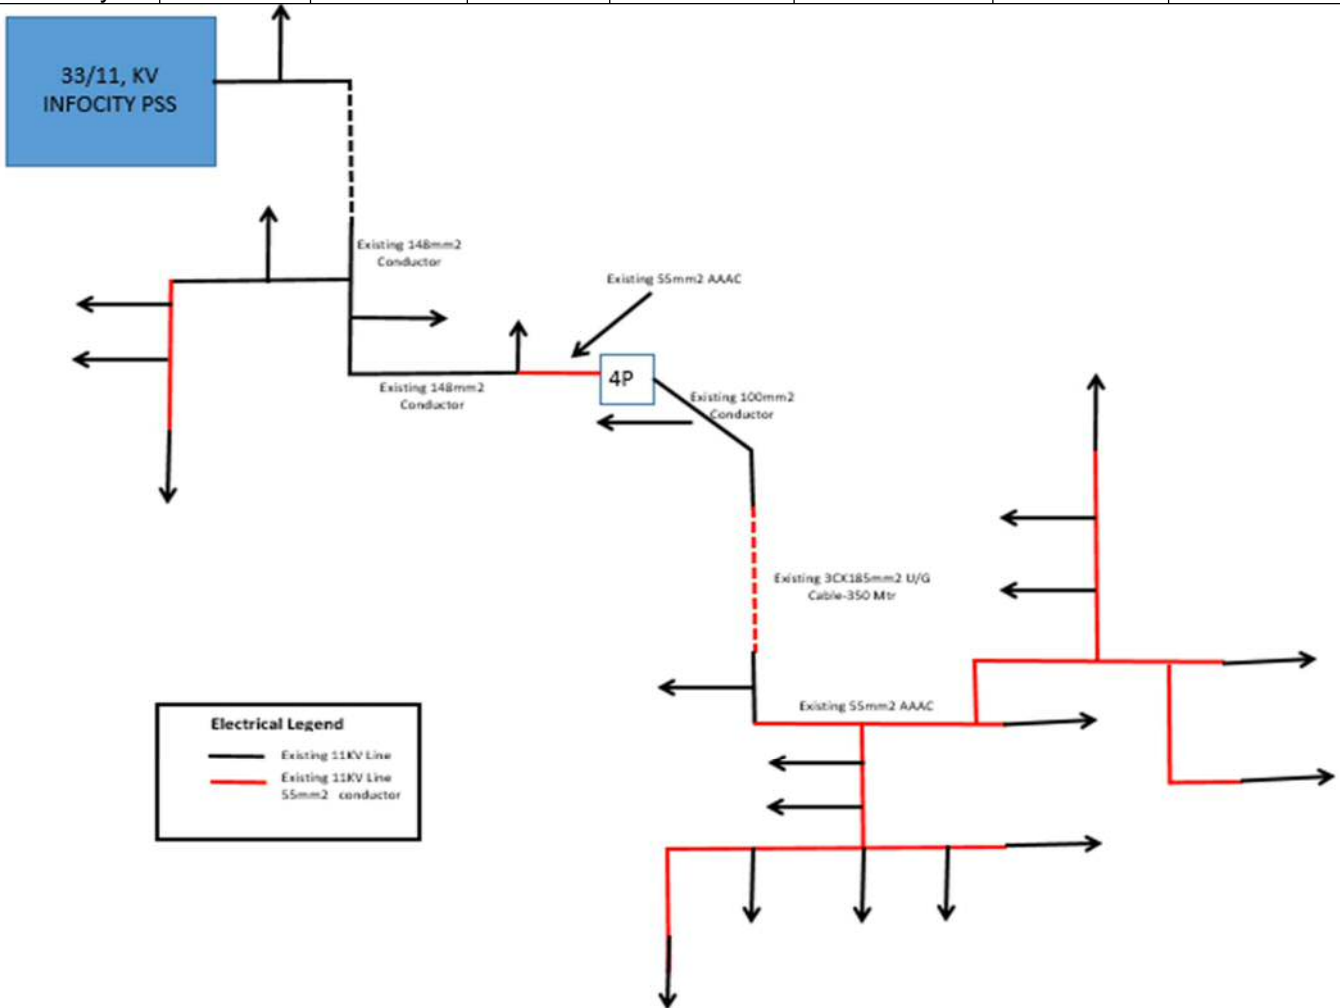 33/11, KV
INFOCITY PSS
Existing 148mm2
Conductor
Existing 55mm2 AAAC
4P
Existing 148mm2
Conductor
Existing 100mm2
Conductor
Existing 3CX185mm2 U/G
Cable-350 Mtr
Existing 55mm2 AAAC
Electrical Legend
Existing 11KV Line
Existing 11KV Line
55mm2 conductor